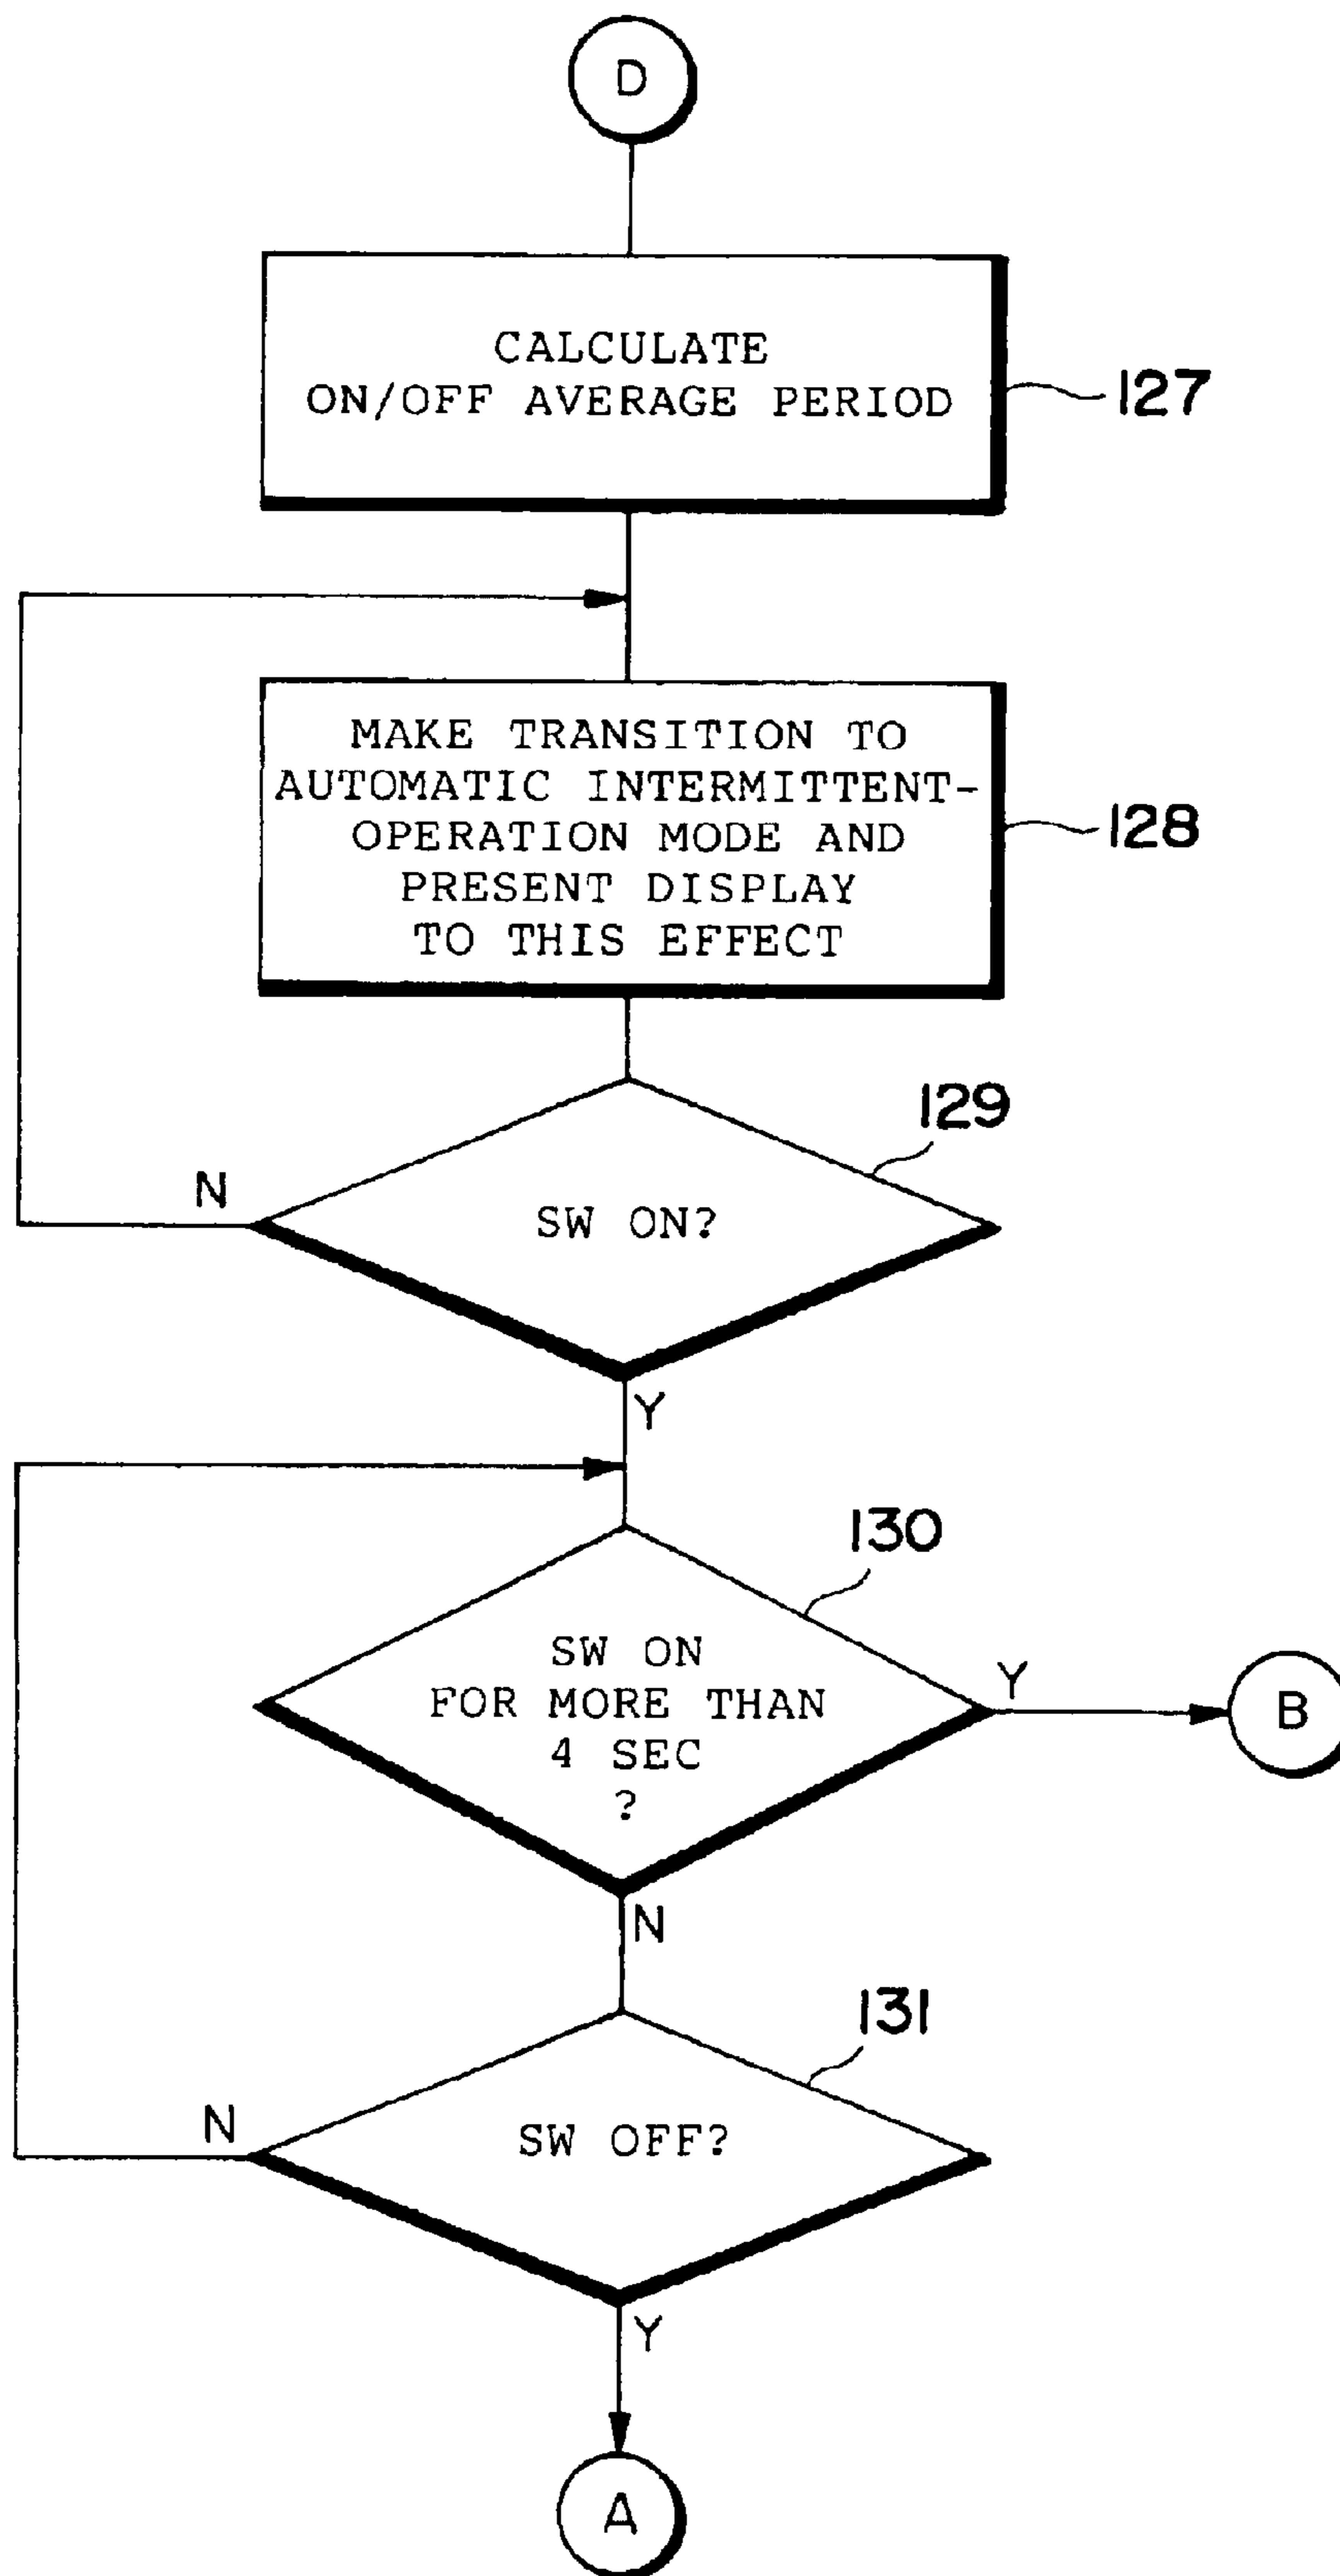 D
CALCULATE
ON/OFF AVERAGE PERIOD
127
MAKE TRANSITION TO
AUTOMATIC INTERMITTENT-
OPERATION MODE AND
PRESENT DISPLAY
TO THIS EFFECT
128
129
N
SW ON?
Y
130
SW ON
FOR MORE THAN
4 SEC
?
Y
B
N
131
N
SW OFF?
Y
A